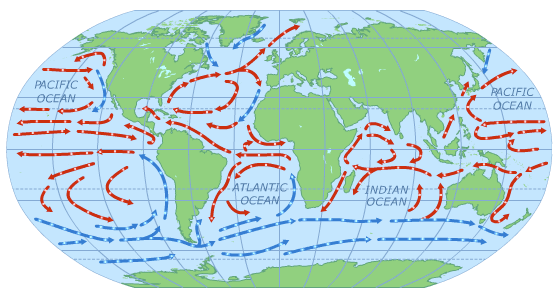 PACIFIC
OCEAN
PACIFIC
OCEAN
ATLANTIC
OCEAN
INDIAN
OCEAN